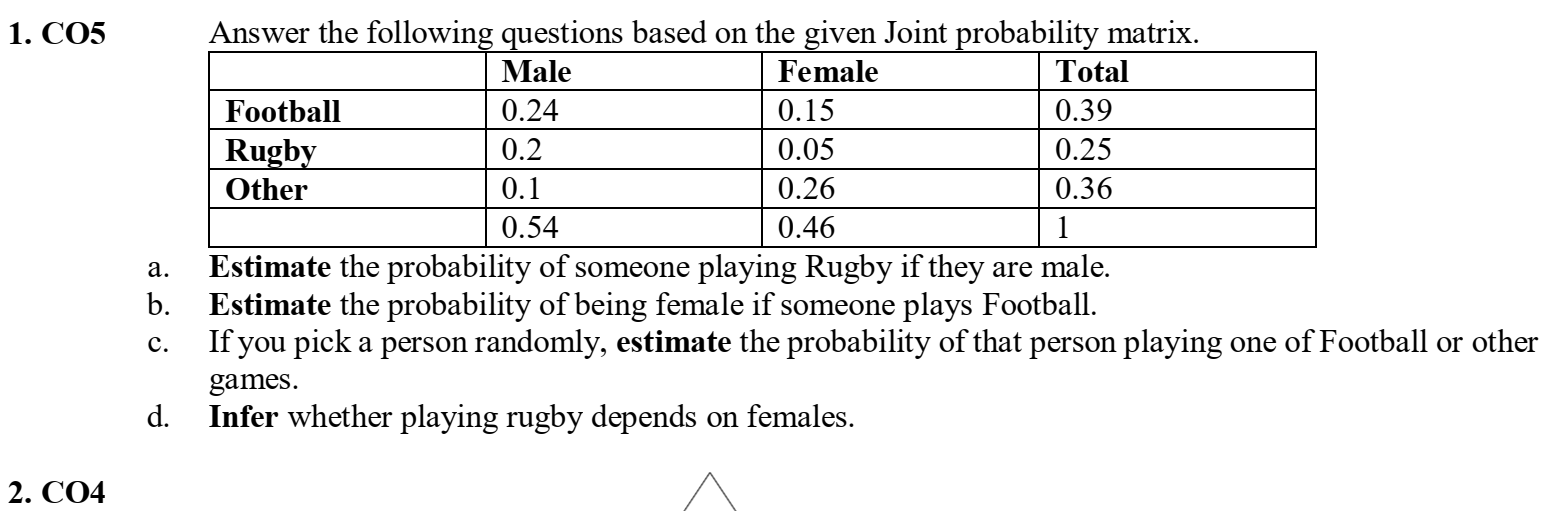 1. CO5 Answer the following questions based on the given Joint probability matrix.
Male Female Total
Football 0.24 0.15 0.39
Rugby 0.2 0.05 0.25
Other 0.1 0.26 0.36
0.54 0.46 1
a. Estimate the probability of someone playing Rugby if they are male.
b. Estimate the probability of being female if someone plays Football.
c. If you pick a person randomly, estimate the probability of that person playing one of Football or other
games.
d. Infer whether playing rugby depends on females.
2. CO4